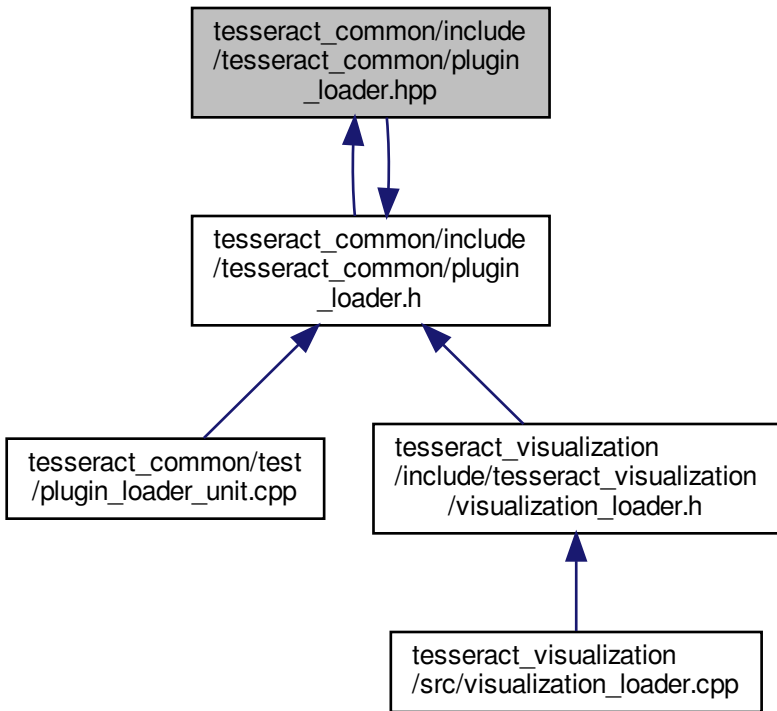 tesseract_common/include
/tesseract_common/plugin
_loader.hpp
tesseract_common/include
/tesseract_common/plugin
_loader.h
tesseract_common/test
/plugin_loader_unit.cpp
tesseract_visualization
/include/tesseract_visualization
/visualization_loader.h
tesseract_visualization
/src/visualization_loader.cpp